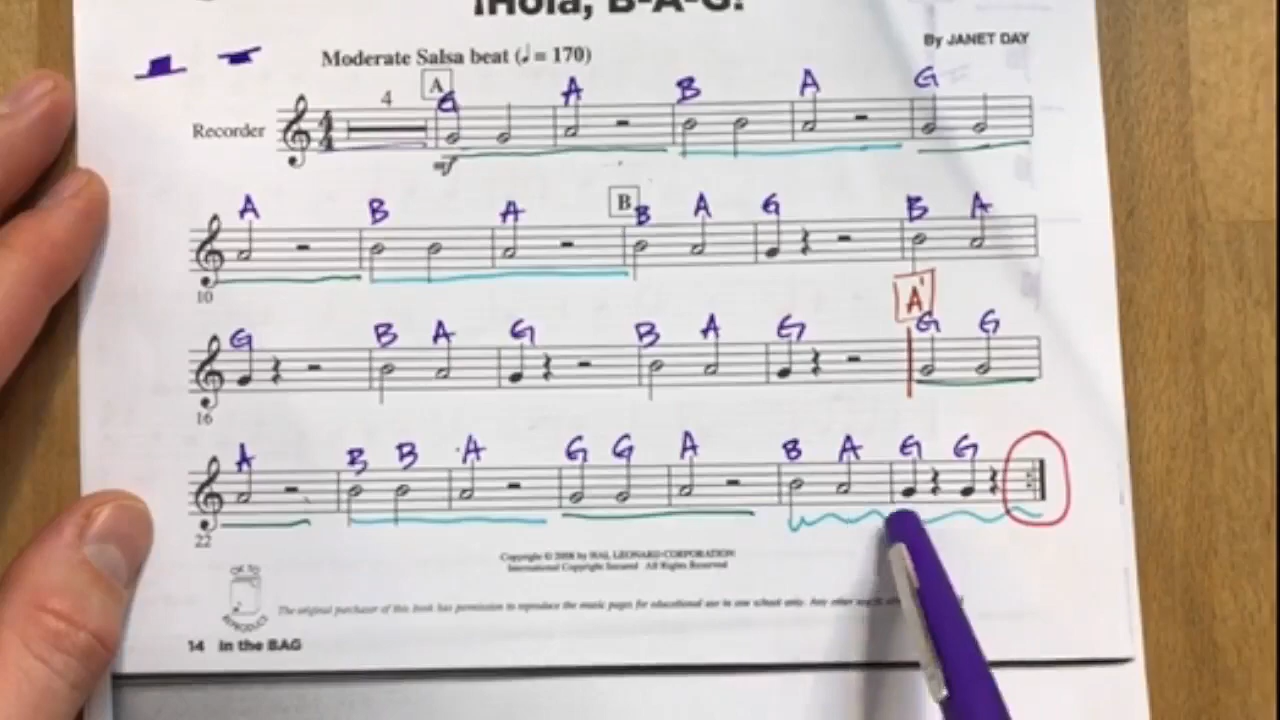 ¡Hola, B-A-G!
Moderate Salsa beat (♩ = 170)
By JANET DAY
A
4 G A B A G
Recorder
mf
B
A B A B A G B A
10
A'
G B A G B A G G G
16
A B B A G G A B A G G
22
Copyright © 2008 by HAL LEONARD CORPORATION
International Copyright Secured All Rights Reserved
OK TO
REPRODUCE
The original purchaser of this book has permission to reproduce the music pages for educational use in one school only. Any other
14 In the BAG